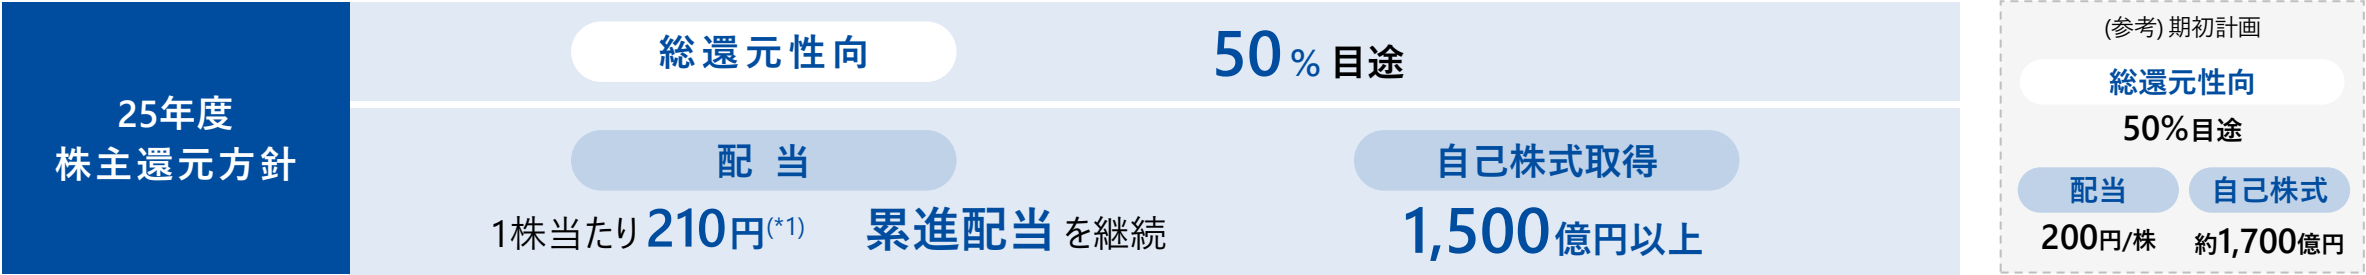 25年度
株主還元方針
総還元性向
50 % 目途
配 当
1株当たり 210円(*1) 累進配当 を継続
自己株式取得
1,500億円以上
(参考) 期初計画
総還元性向
50%目途
配当
200円/株
自己株式
約1,700億円